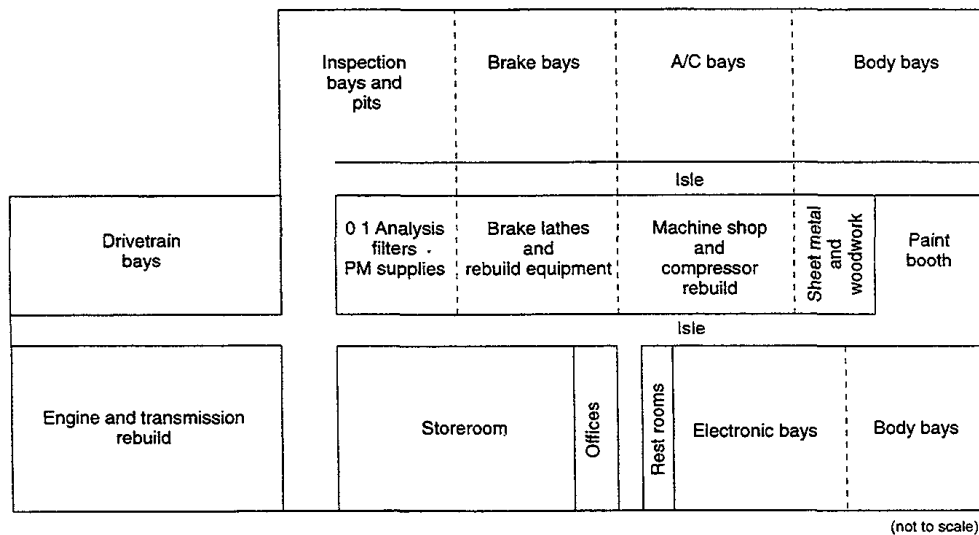 Inspection
bays and
pits
Brake bays
A/C bays
Body bays
Isle
Drivetrain
bays
0 1 Analysis
filters
PM supplies
Brake lathes
and
rebuild equipment
Machine shop
and
compressor
rebuild
Sheet metal
and
woodwork
Paint
booth
Isle
Engine and transmission
rebuild
Storeroom
Offices
Rest rooms
Electronic bays
Body bays
(not to scale)